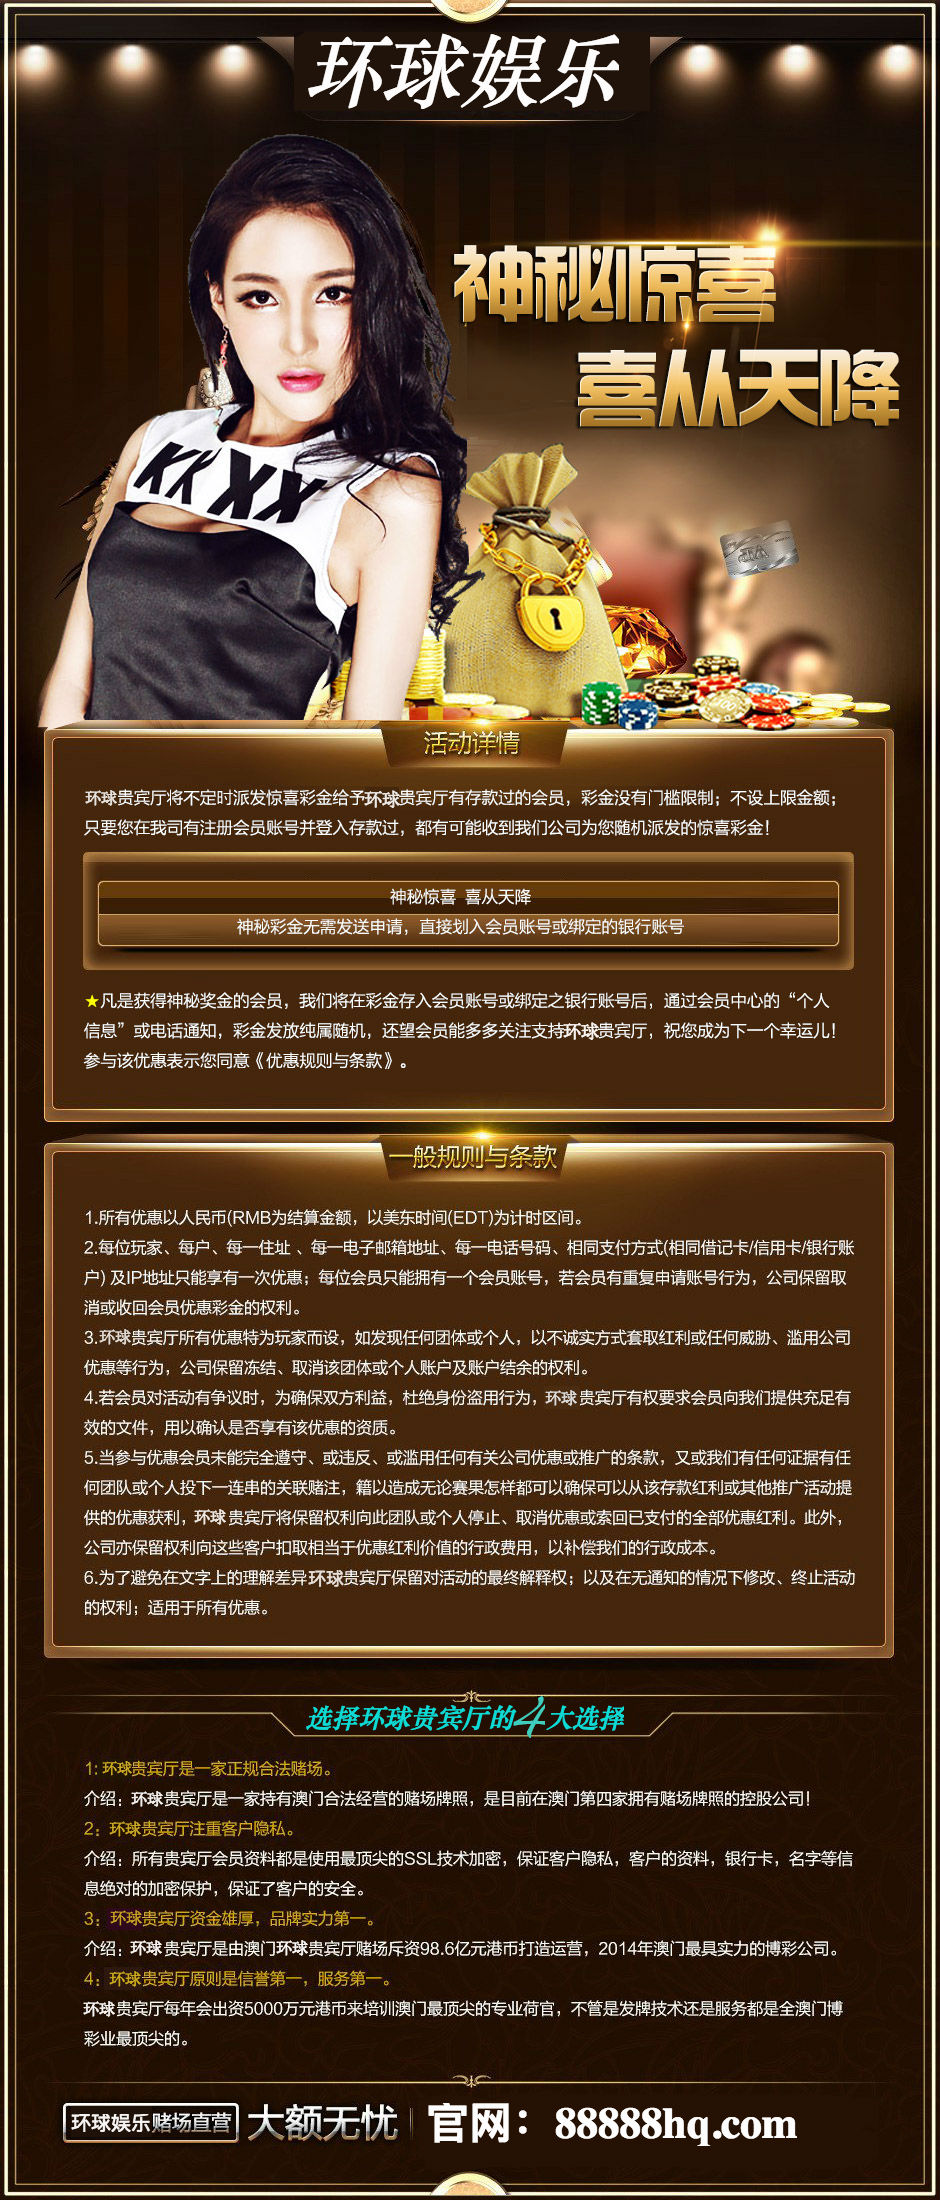 环球娱乐
神秘惊喜
喜从天降
KKXX
活动详情
环球贵宾厅将不定时派发惊喜彩金给予环球贵宾厅有存款过的会员，彩金没有门槛限制；不设上限金额；
只要您在我司有注册会员账号并登入存款过，都有可能收到我们公司为您随机派发的惊喜彩金！
神秘惊喜 喜从天降
神秘彩金无需发送申请，直接划入会员账号或绑定的银行账号
★凡是获得神秘奖金的会员，我们将在彩金存入会员账号或绑定之银行账号后，通过会员中心的“个人
信息”或电话通知，彩金发放纯属随机，还望会员能多多关注支持环球贵宾厅，祝您成为下一个幸运儿！
参与该优惠表示您同意《优惠规则与条款》。
一般规则与条款
1.所有优惠以人民币(RMB为结算金额，以美东时间(EDT)为计时区间。
2.每位玩家、每户、每一住址 、每一电子邮箱地址、每一电话号码、相同支付方式(相同借记卡/信用卡/银行账
户) 及IP地址只能享有一次优惠；每位会员只能拥有一个会员账号，若会员有重复申请账号行为，公司保留取
消或收回会员优惠彩金的权利。
3.环球贵宾厅所有优惠特为玩家而设，如发现任何团体或个人，以不诚实方式套取红利或任何威胁、滥用公司
优惠等行为，公司保留冻结、取消该团体或个人账户及账户结余的权利。
4.若会员对活动有争议时，为确保双方利益，杜绝身份盗用行为，环球贵宾厅有权要求会员向我们提供充足有
效的文件，用以确认是否享有该优惠的资质。
5.当参与优惠会员未能完全遵守、或违反、或滥用任何有关公司优惠或推广的条款，又或我们有任何证据有任
何团队或个人投下一连串的关联赌注，籍以造成无论赛果怎样都可以确保可以从该存款红利或其他推广活动提
供的优惠获利，环球贵宾厅将保留权利向此团队或个人停止、取消优惠或索回已支付的全部优惠红利。此外，
公司亦保留权利向这些客户扣取相当于优惠红利价值的行政费用，以补偿我们的行政成本。
6.为了避免在文字上的理解差异环球贵宾厅保留对活动的最终解释权；以及在无通知的情况下修改、终止活动
的权利；适用于所有优惠。
选择环球贵宾厅的4大选择
1: 环球贵宾厅是一家正规合法赌场。
介绍：环球贵宾厅是一家持有澳门合法经营的赌场牌照，是目前在澳门第四家拥有赌场牌照的控股公司！
2：环球贵宾厅注重客户隐私。
介绍：所有贵宾厅会员资料都是使用最顶尖的SSL技术加密，保证客户隐私，客户的资料，银行卡，名字等信
息绝对的加密保护，保证了客户的安全。
3：环球贵宾厅资金雄厚，品牌实力第一。
介绍：环球贵宾厅是由澳门环球贵宾厅赌场斥资98.6亿元港币打造运营，2014年澳门最具实力的博彩公司。
4：环球贵宾厅原则是信誉第一，服务第一。
环球贵宾厅每年会出资5000万元港币来培训澳门最顶尖的专业荷官，不管是发牌技术还是服务都是全澳门博
彩业最顶尖的。
环球娱乐赌场直营 大额无忧 官网：88888hq.com